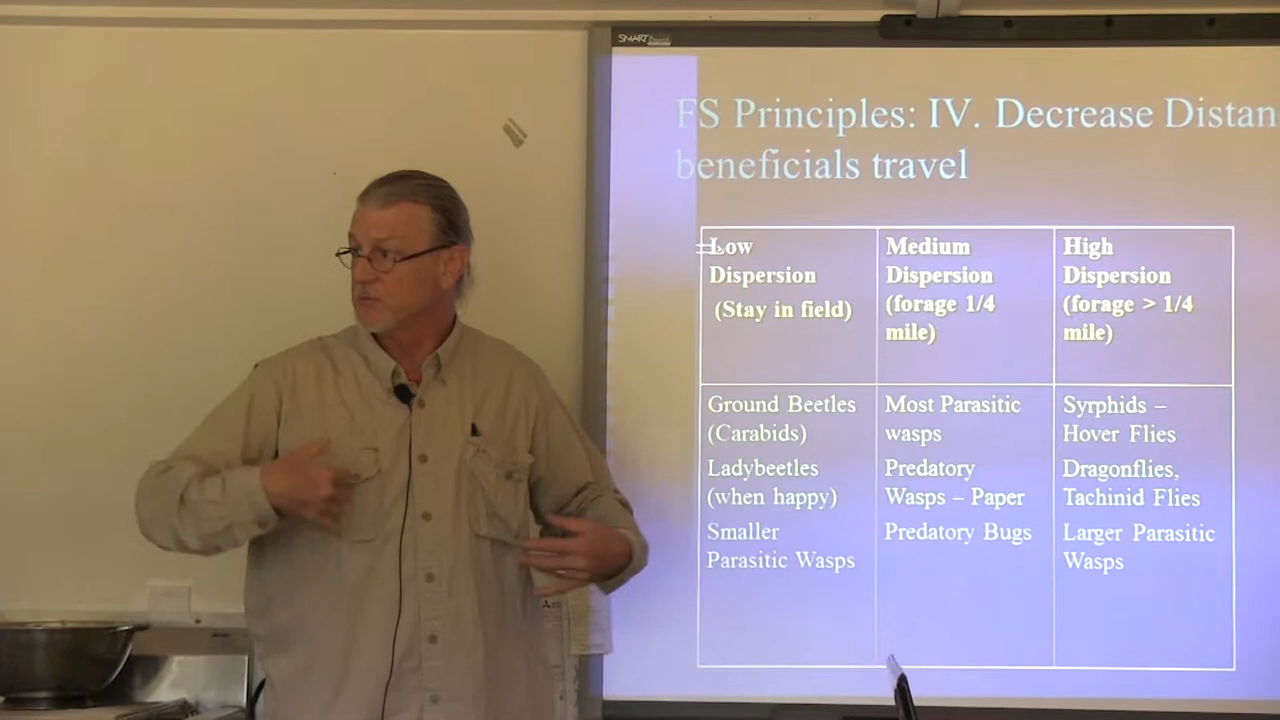 SMART
FS Principles: IV. Decrease Distan
beneficials travel
Low
Dispersion
(Stay in field)
Medium
Dispersion
(forage 1/4
mile)
High
Dispersion
(forage > 1/4
mile)
Ground Beetles
(Carabids)
Ladybeetles
(when happy)
Smaller
Parasitic Wasps
Most Parasitic
wasps
Predatory
Wasps – Paper
Predatory Bugs
Syrphids –
Hover Flies
Dragonflies,
Tachinid Flies
Larger Parasitic
Wasps